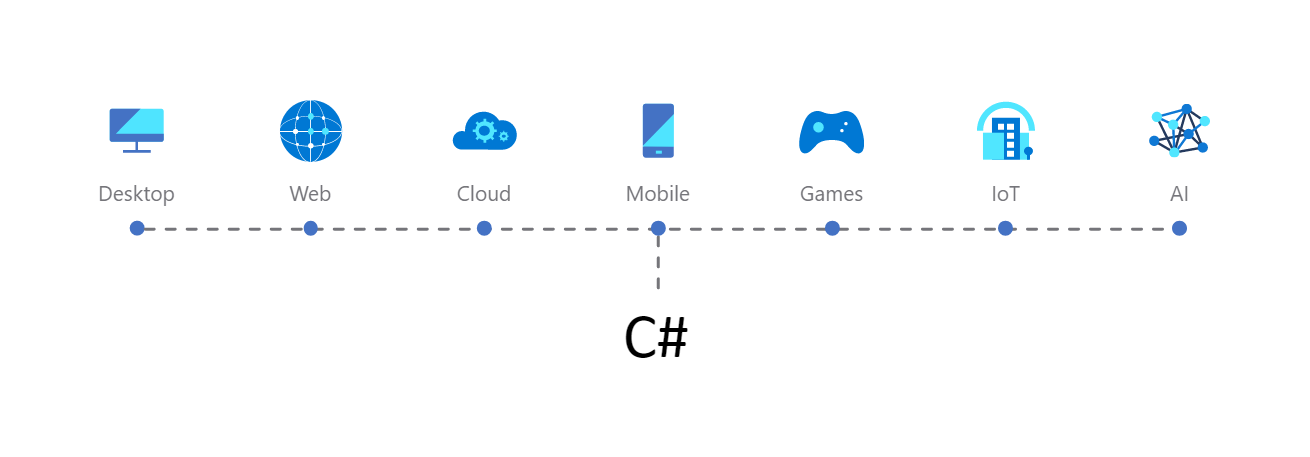 Desktop
Web
Cloud
Mobile
Games
IoT
AI
C#